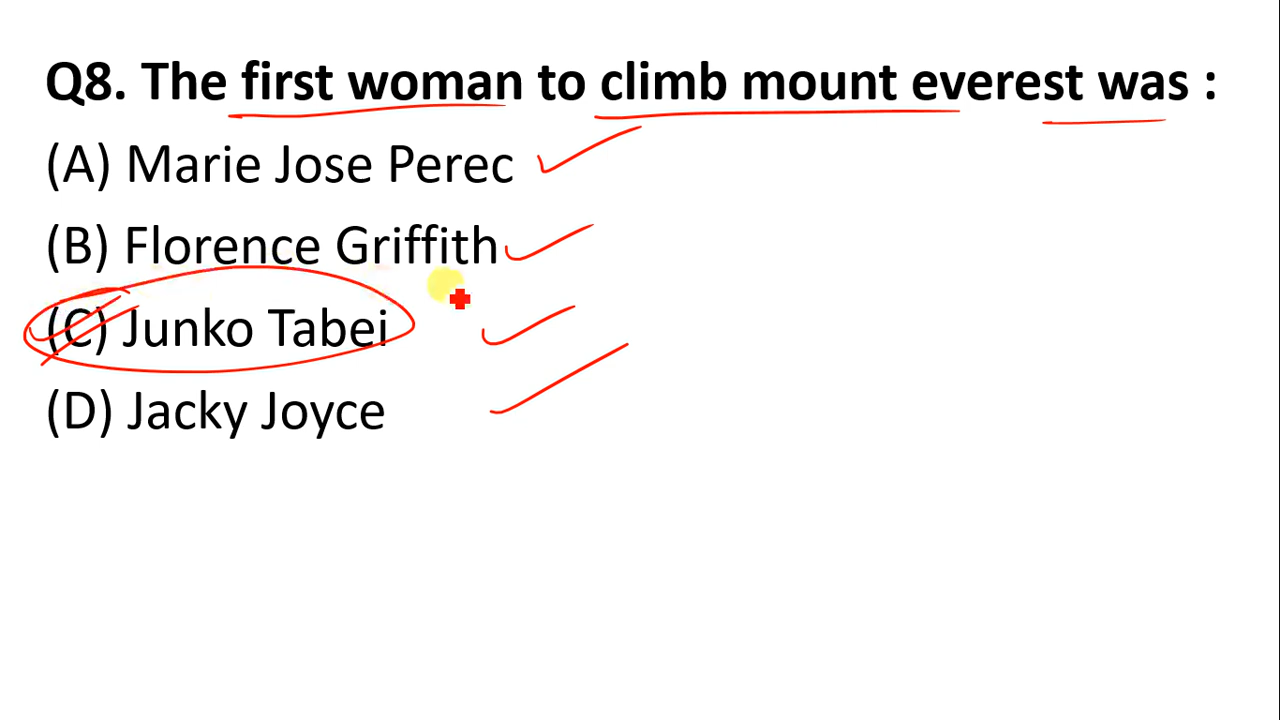 Q8. The first woman to climb mount everest was :
(A) Marie Jose Perec
(B) Florence Griffith
(C) Junko Tabei
(D) Jacky Joyce